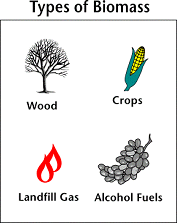 Types of Biomass
Wood
Crops
Landfill Gas
Alcohol Fuels